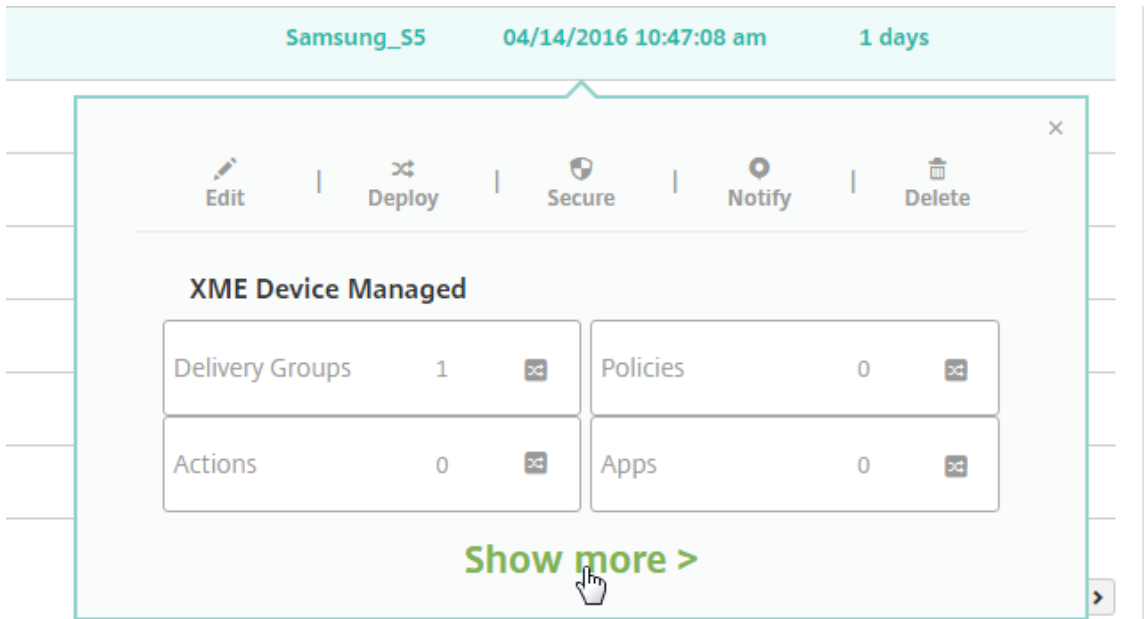 Samsung_S5 04/14/2016 10:47:08 am 1 days
×
Edit | Deploy | Secure | Notify | Delete
XME Device Managed
Delivery Groups 1 Policies 0
Actions 0 Apps 0
Show more >
>